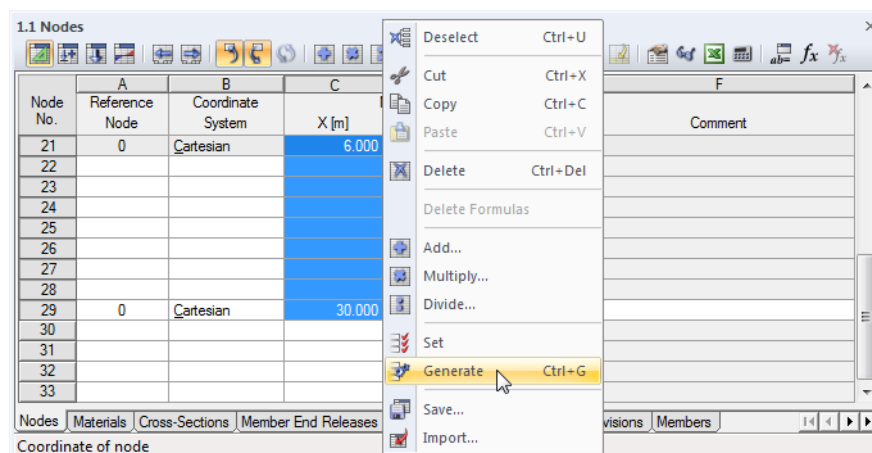 1.1 Nodes
A B C F
Node No. Reference Node Coordinate System X [m] Comment
21 0 Cartesian 6.000
22
23
24
25
26
27
28
29 0 Cartesian 30.000
30
31
32
33
Deselect Ctrl+U
Cut Ctrl+X
Copy Ctrl+C
Paste Ctrl+V
Delete Ctrl+Del
Delete Formulas
Add...
Multiply...
Divide...
Set
Generate Ctrl+G
Save...
Import...
Nodes Materials Cross-Sections Member End Releases visions Members
Coordinate of node